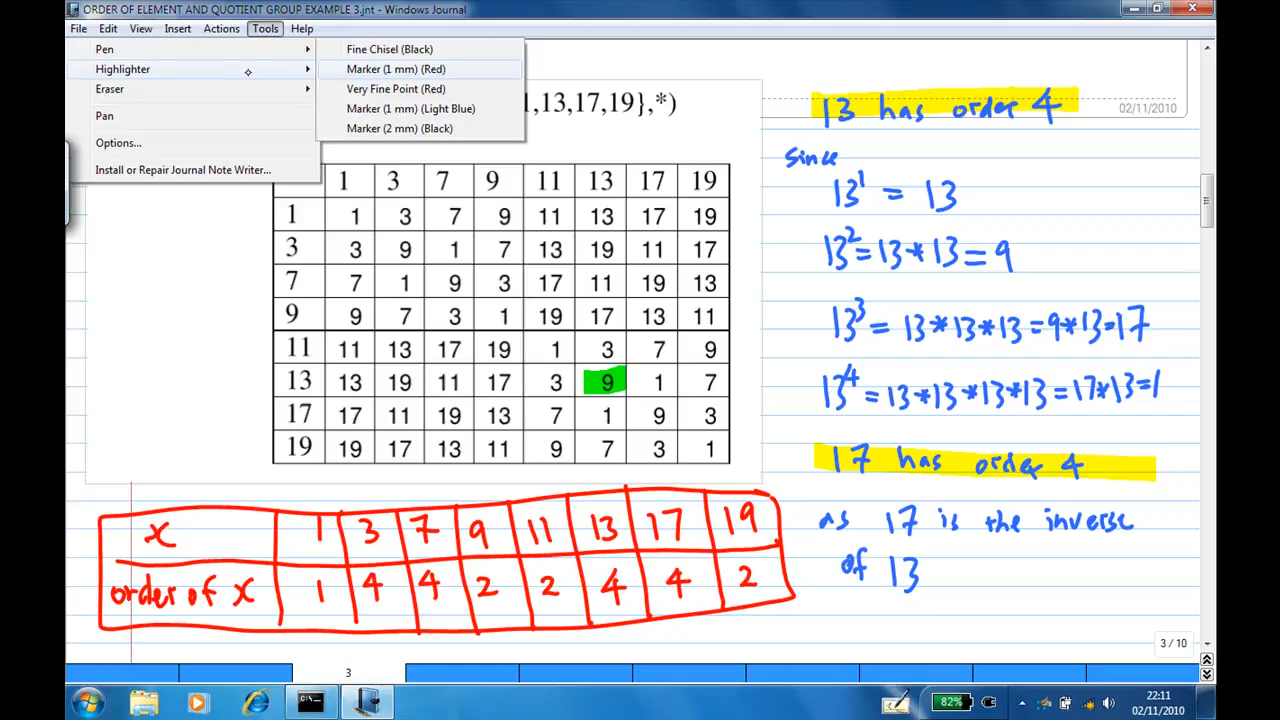 ORDER OF ELEMENT AND QUOTIENT GROUP EXAMPLE 3.jnt - Windows Journal
File Edit View Insert Actions Tools Help
Pen
Highlighter
Eraser
Pan
Options...
Install or Repair Journal Note Writer...
Fine Chisel (Black)
Marker (1 mm) (Red)
Very Fine Point (Red)
Marker (1 mm) (Light Blue)
Marker (2 mm) (Black)
1,13,17,19},*)
02/11/2010
1 3 7 9 11 13 17 19
1 1 3 7 9 11 13 17 19
3 3 9 1 7 13 19 11 17
7 7 1 9 3 17 11 19 13
9 9 7 3 1 19 17 13 11
11 11 13 17 19 1 3 7 9
13 13 19 11 17 3 9 1 7
17 17 11 19 13 7 1 9 3
19 19 17 13 11 9 7 3 1
x 1 3 7 9 11 13 17 19
order of x 1 4 4 2 2 4 4 2
13 has order 4
since
13¹ = 13
13² = 13*13 = 9
13³ = 13*13*13 = 9*13 = 17
13⁴ = 13*13*13*13 = 17*13 = 1
17 has order 4
as 17 is the inverse
of 13
3 / 10
3
82%
22:11
02/11/2010